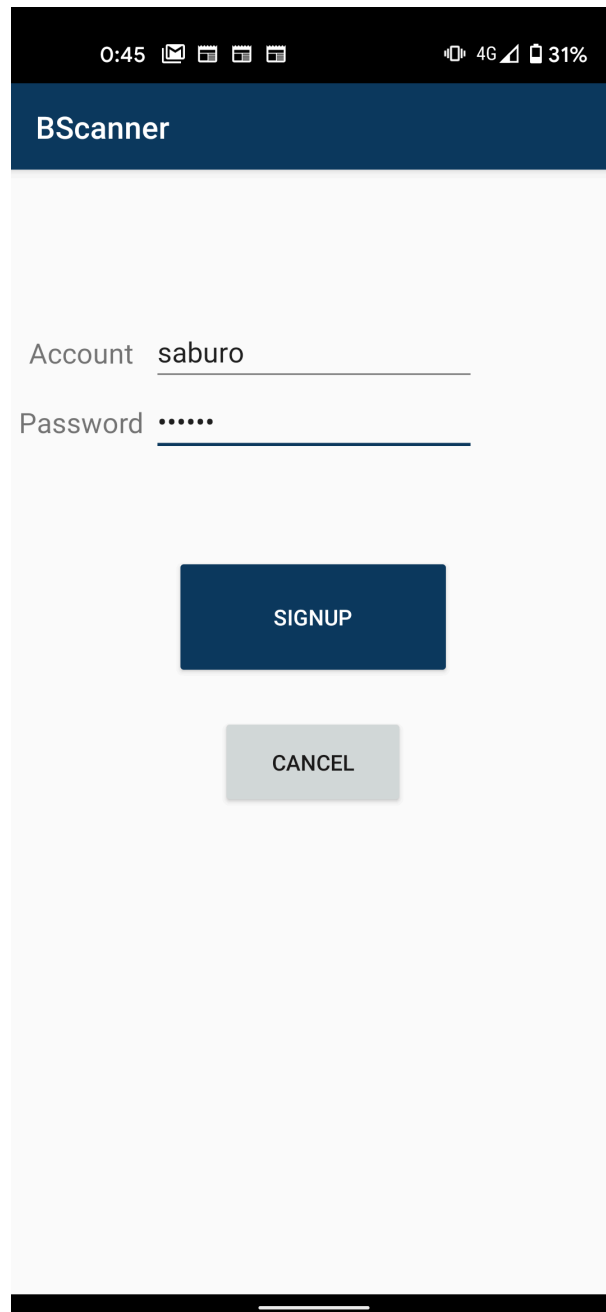 0:45 4G 31%
BScanner
Account saburo
Password ••••••
SIGNUP
CANCEL